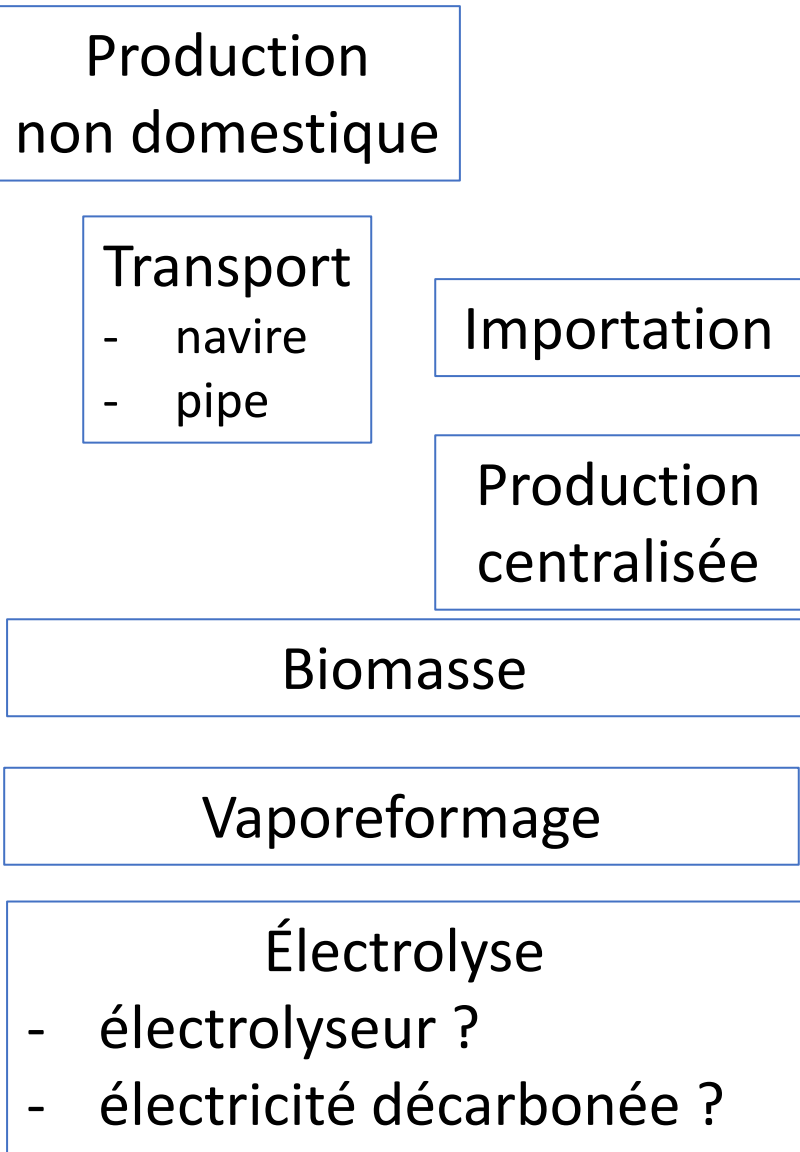 Production
non domestique
Transport
- navire
- pipe
Importation
Production
centralisée
Biomasse
Vaporeformage
Électrolyse
- électrolyseur ?
- électricité décarbonée ?